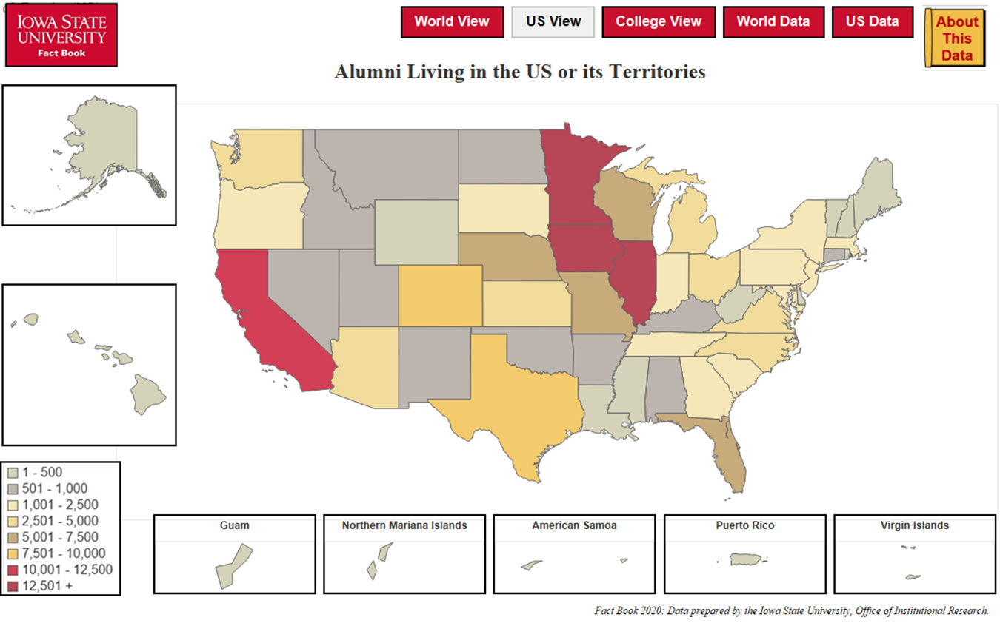 IOWA STATE
UNIVERSITY
Fact Book
World View
US View
College View
World Data
US Data
About
This
Data
Alumni Living in the US or its Territories
1 - 500
501 - 1,000
1,001 - 2,500
2,501 - 5,000
5,001 - 7,500
7,501 - 10,000
10,001 - 12,500
12,501 +
Guam
Northern Mariana Islands
American Samoa
Puerto Rico
Virgin Islands
Fact Book 2020: Data prepared by the Iowa State University, Office of Institutional Research.